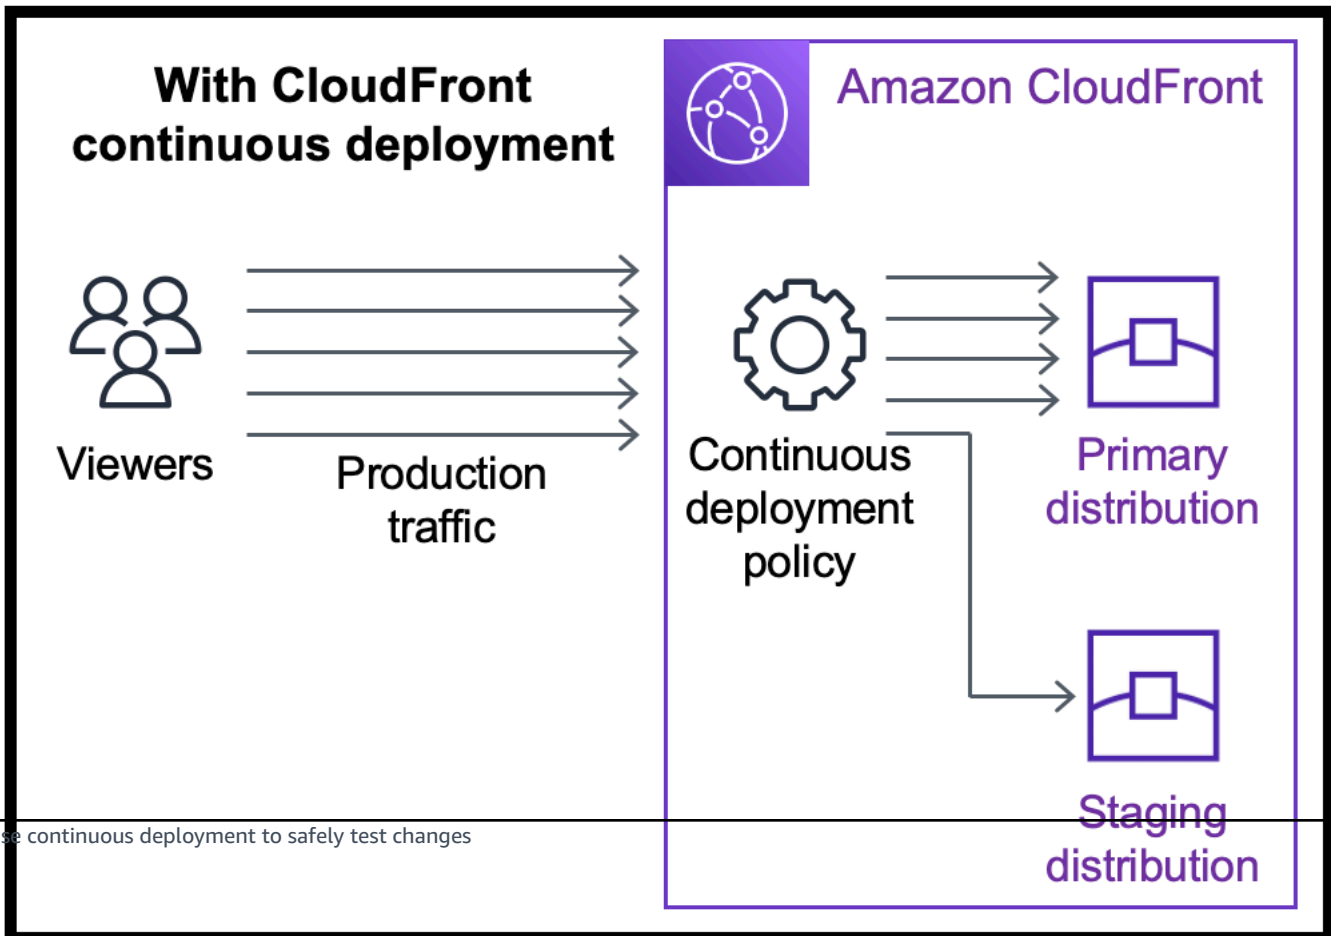 With CloudFront
continuous deployment
Amazon CloudFront
Viewers
Production
traffic
Continuous
deployment
policy
Primary
distribution
Staging
distribution
se continuous deployment to safely test changes